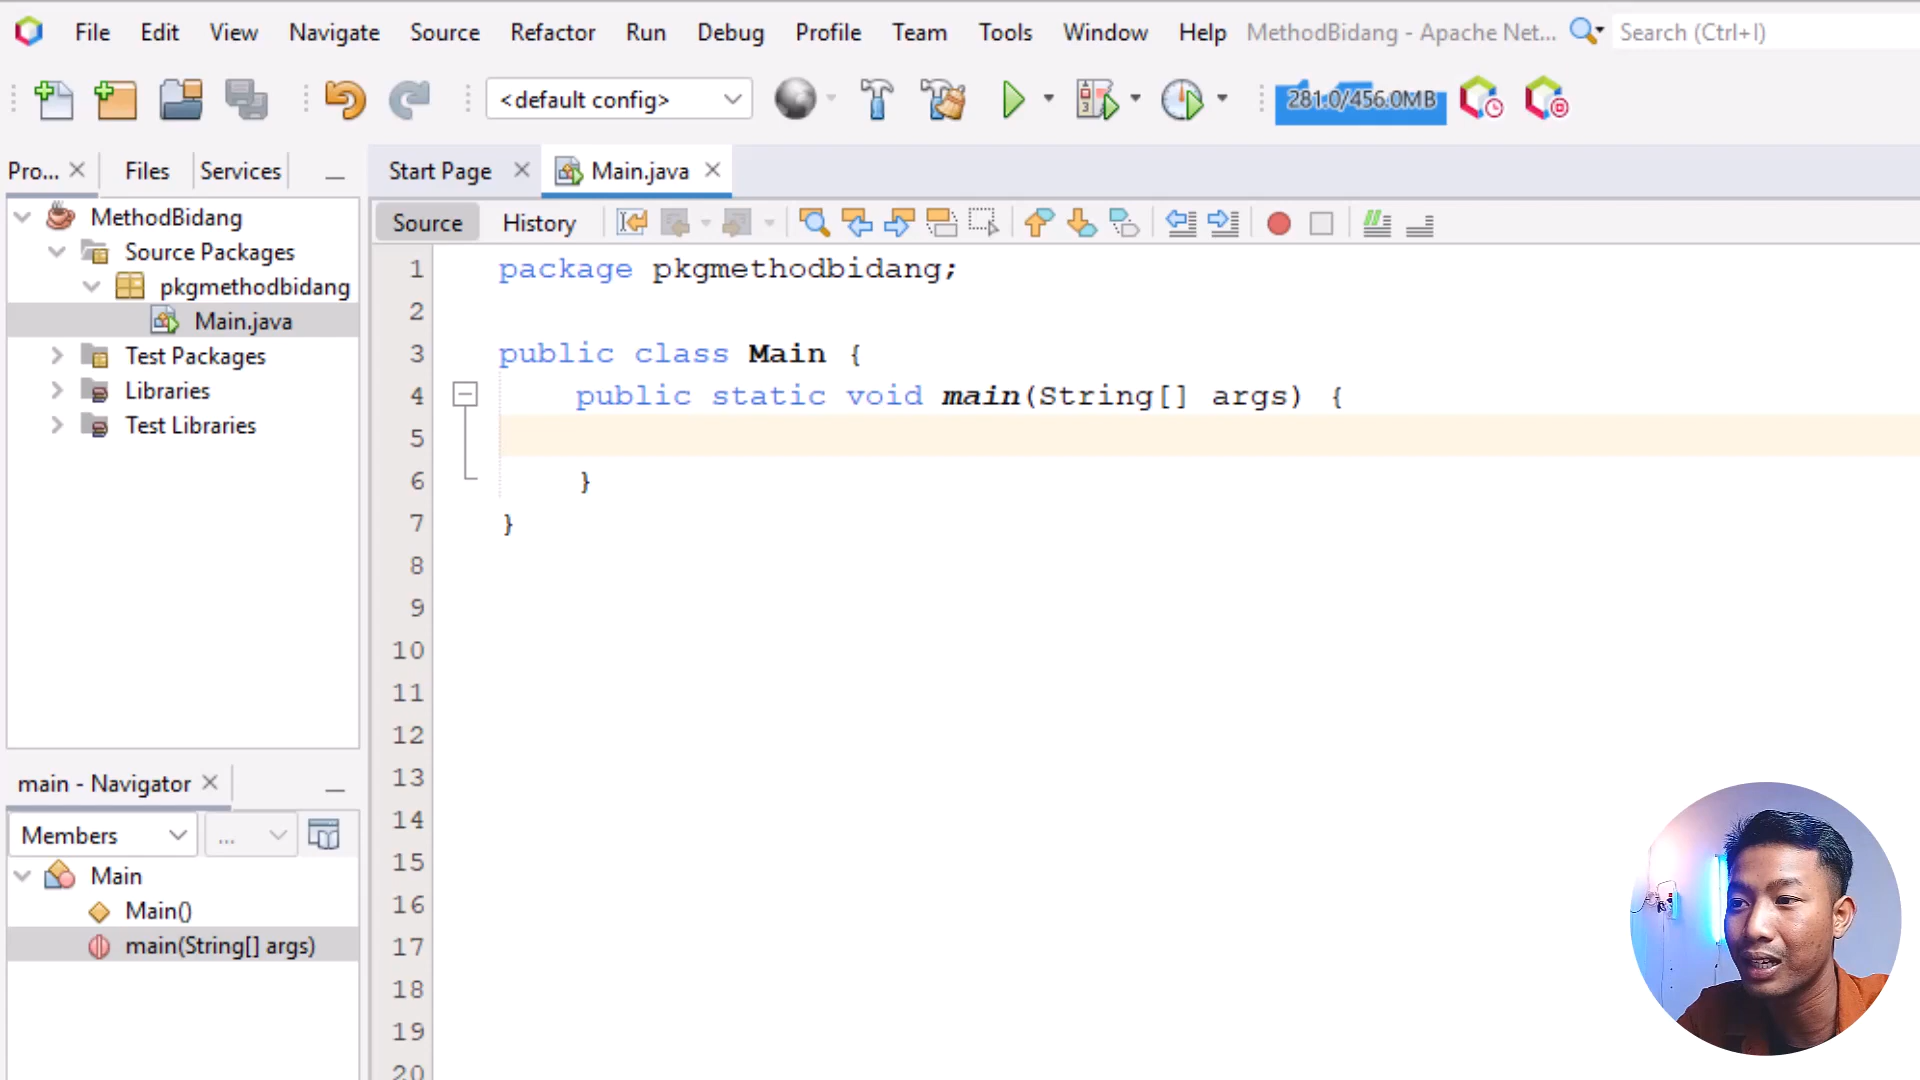 File Edit View Navigate Source Refactor Run Debug Profile Team Tools Window Help MethodBidang - Apache Net... Search (Ctrl+I)
<default config> 281.0/456.0MB
Pro... Files Services Start Page Main.java
MethodBidang
Source Packages
pkgmethodbidang
Main.java
Test Packages
Libraries
Test Libraries
Source History
1 package pkgmethodbidang;
2
3 public class Main {
4 public static void main(String[] args) {
5
6 }
7 }
8
9
10
11
12
13
14
15
16
17
18
19
20
main - Navigator
Members ...
Main
Main()
main(String[] args)